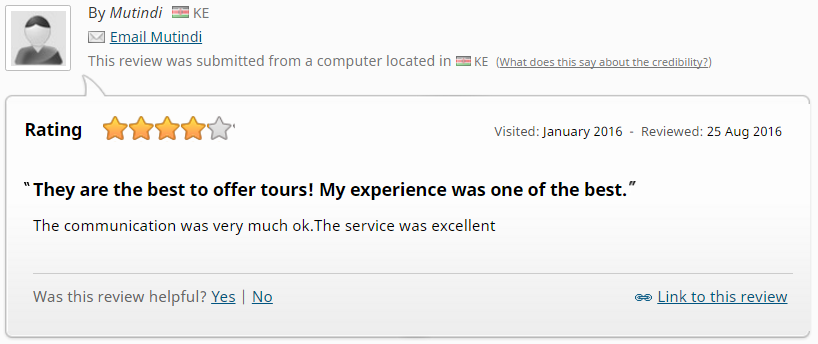 By Mutindi KE
Email Mutindi
This review was submitted from a computer located in KE (What does this say about the credibility?)
Rating Visited: January 2016 - Reviewed: 25 Aug 2016
“They are the best to offer tours! My experience was one of the best.”
The communication was very much ok.The service was excellent
Was this review helpful? Yes | No Link to this review